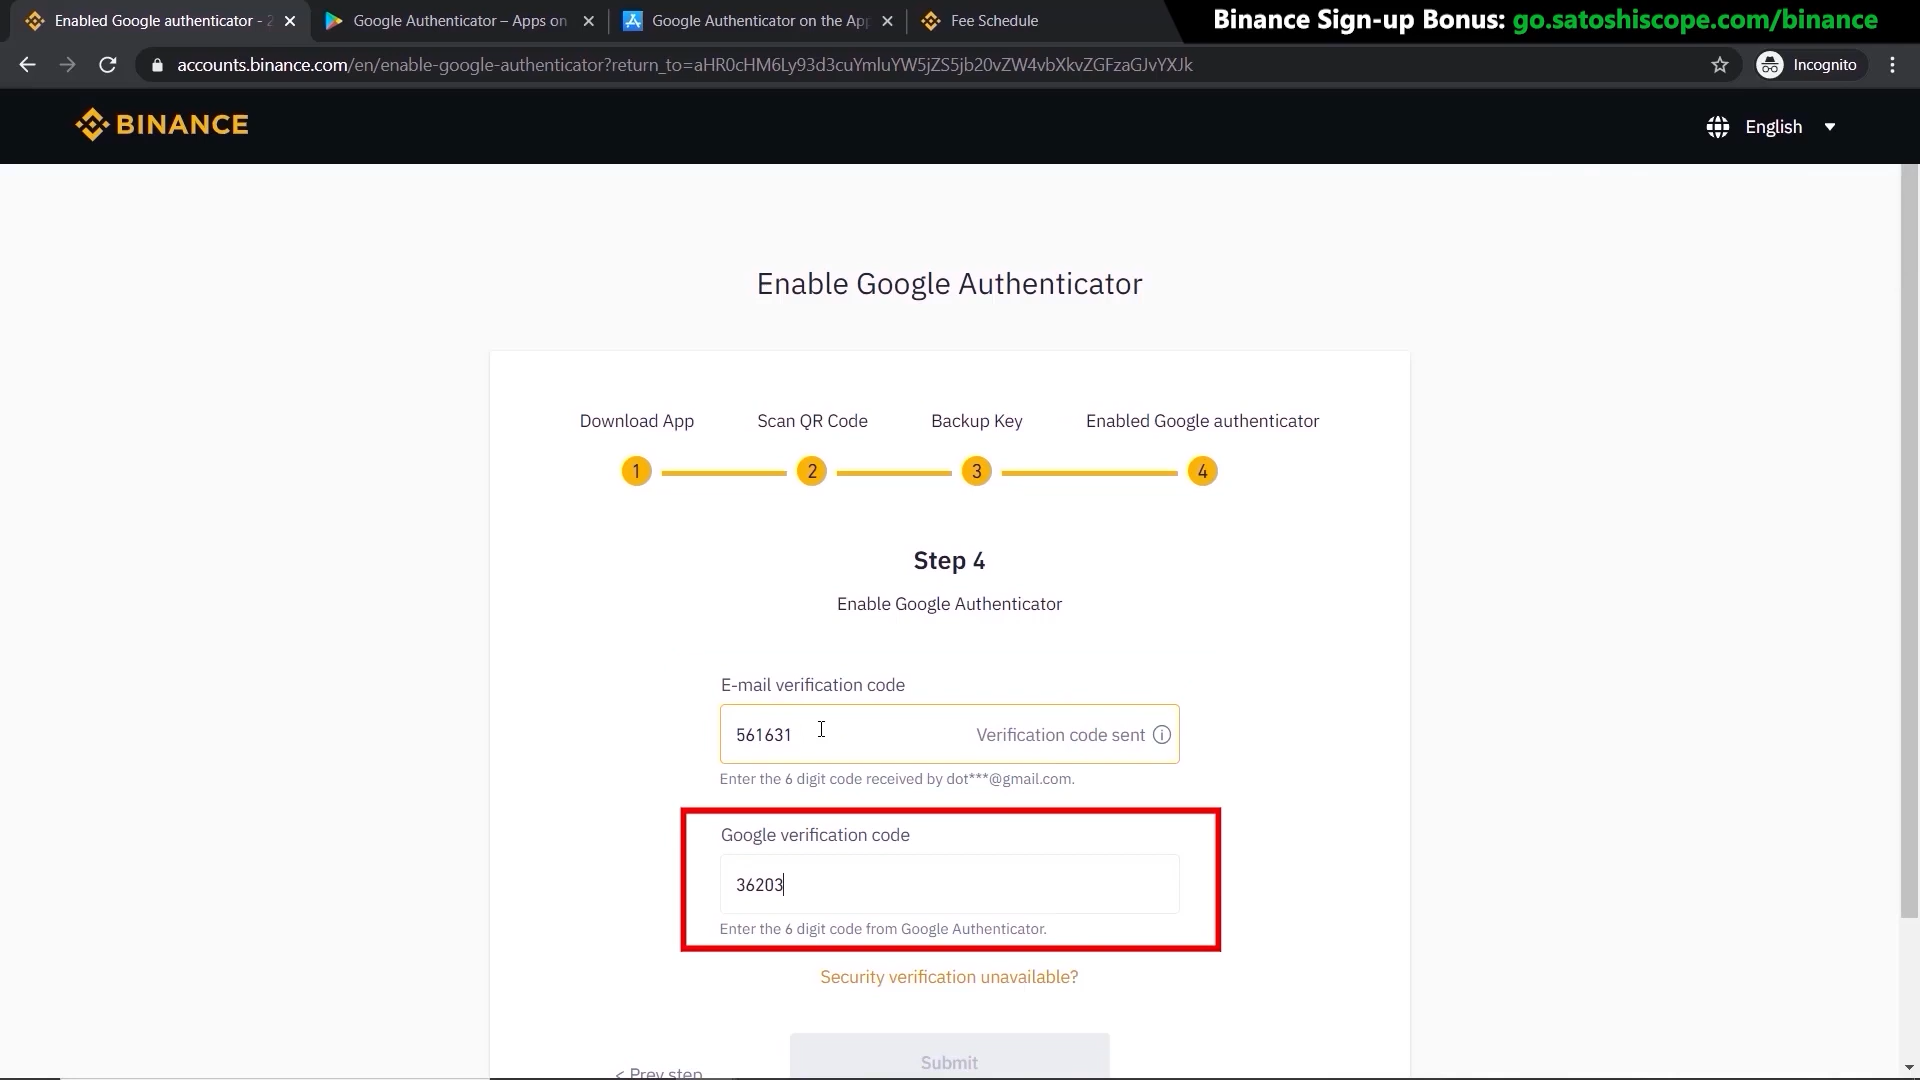 Enabled Google authenticator - 2
Google Authenticator – Apps on
Google Authenticator on the App
Fee Schedule
Binance Sign-up Bonus: go.satoshiscope.com/binance
accounts.binance.com/en/enable-google-authenticator?return_to=aHR0cHM6Ly93d3cuYmluYW5jZS5jb20vZW4vbXkvZGFzaGJvYXJk
Incognito
BINANCE
English
Enable Google Authenticator
Download App
Scan QR Code
Backup Key
Enabled Google authenticator
1
2
3
4
Step 4
Enable Google Authenticator
E-mail verification code
561631
Verification code sent
Enter the 6 digit code received by dot***@gmail.com.
Google verification code
36203
Enter the 6 digit code from Google Authenticator.
Security verification unavailable?
Submit
< Prev step